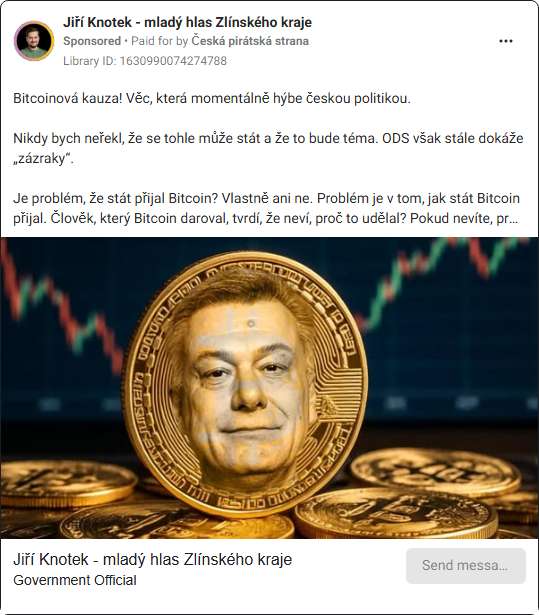 Jiří Knotek - mladý hlas Zlínského kraje
Sponsored • Paid for by Česká pirátská strana
Library ID: 1630990074274788
Bitcoinová kauza! Věc, která momentálně hýbe českou politikou.
Nikdy bych neřekl, že se tohle může stát a že to bude téma. ODS však stále dokáže
„zázraky“.
Je problém, že stát přijal Bitcoin? Vlastně ani ne. Problém je v tom, jak stát Bitcoin
přijal. Člověk, který Bitcoin daroval, tvrdí, že neví, proč to udělal? Pokud nevíte, pr...
Jiří Knotek - mladý hlas Zlínského kraje
Government Official
Send messa...